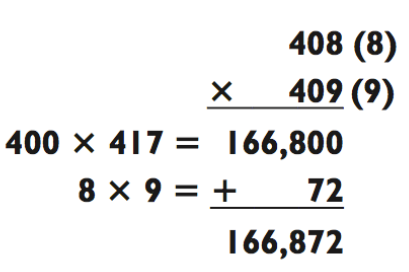 408 (8)
× 409 (9)
400 × 417 = 166,800
8 × 9 = + 72
166,872